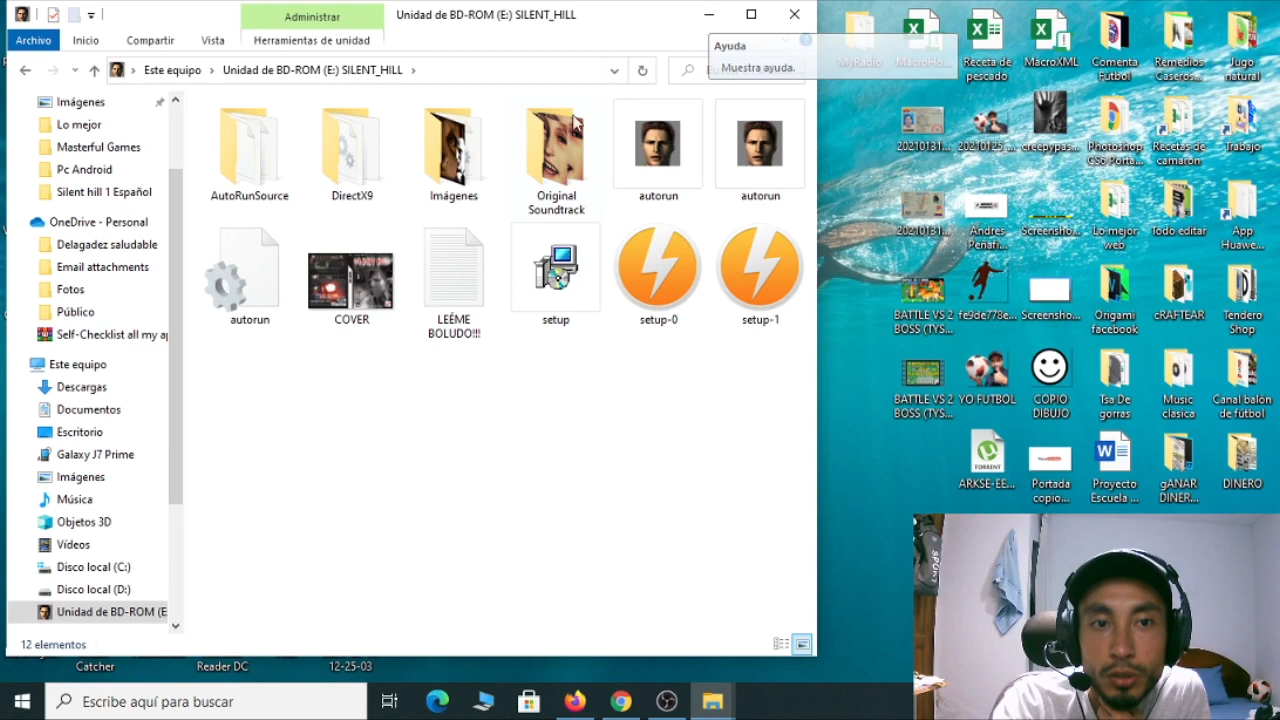 Administrar
Unidad de BD-ROM (E:) SILENT_HILL
Archivo
Inicio
Compartir
Vista
Herramientas de unidad
Ayuda
Muestra ayuda.
Este equipo
Unidad de BD-ROM (E:) SILENT_HILL
Imágenes
Lo mejor
Masterful Games
Pc Android
Silent hill 1 Español
OneDrive - Personal
Delagadez saludable
Email attachments
Fotos
Público
Self-Checklist all my ap
Este equipo
Descargas
Documentos
Escritorio
Galaxy J7 Prime
Imágenes
Música
Objetos 3D
Vídeos
Disco local (C:)
Disco local (D:)
Unidad de BD-ROM (E
12 elementos
AutoRunSource
DirectX9
Imágenes
Original
Soundtrack
autorun
autorun
autorun
COVER
LEÉME
BOLUDO!!!
setup
setup-0
setup-1
MyRadio
MacroHo...
Receta de
pescado
MacroXML
Comenta
Futbol
Remedios
Caseros...
Jugo
natural
20210131...
20210125_...
creepypas...
Photoshop
CS6 Porta...
Recetas de
camarón
Trabajo
20210131...
Andres
Peñafi...
Screensho...
Lo mejor
web
Todo editar
App
Huawe...
BATTLE VS 2
BOSS (TYS...
fe9de778e...
Screensho...
Origami
facebook
cRAFTEAR
Tendero
Shop
BATTLE VS 2
BOSS (TYS...
YO FUTBOL
COPIO
DIBUJO
Tsa De
gorras
Music
clasica
Canal balón
de fútbol
TORRENT
ARKSE-EE...
Portada
copio...
Proyecto
Escuela ...
gANAR
DINER...
DINERO
Catcher
Reader DC
12-25-03
Escribe aquí para buscar